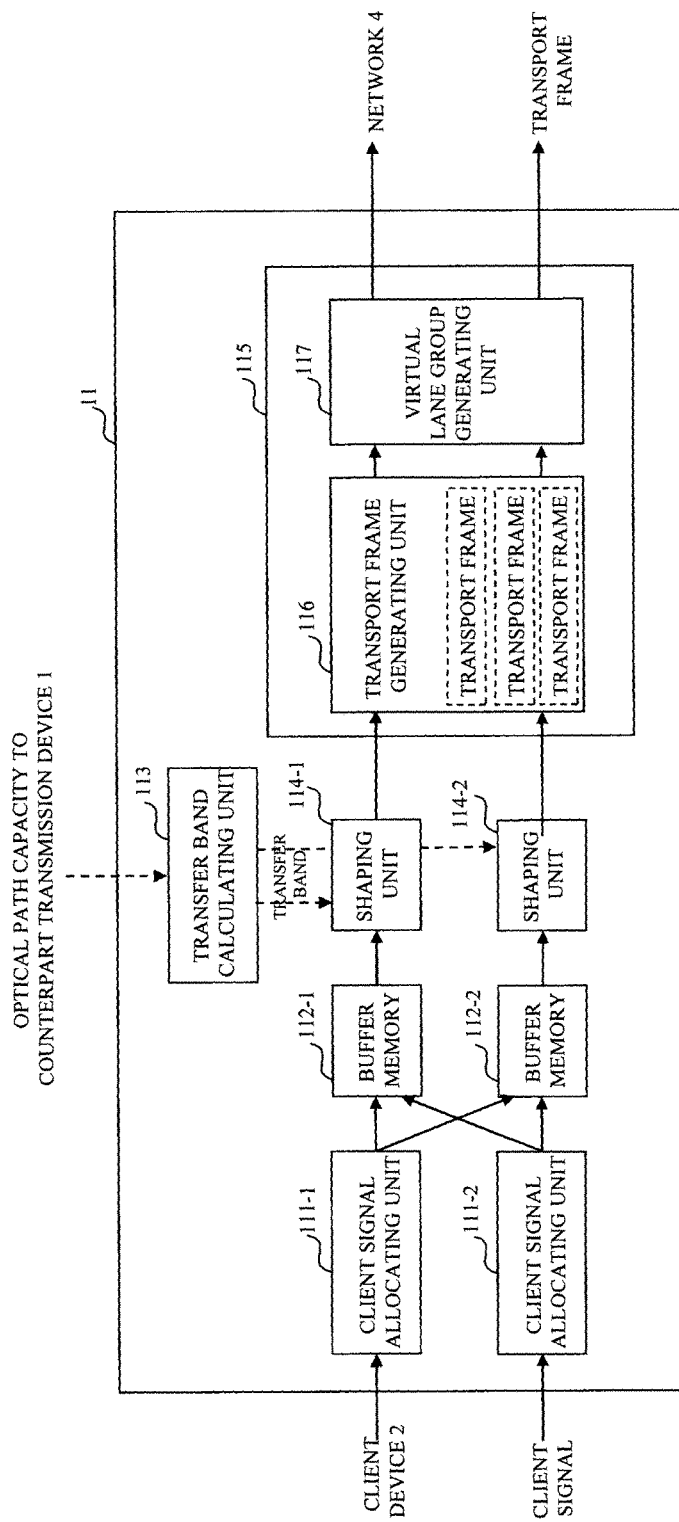 OPTICAL PATH CAPACITY TO
COUNTERPART TRANSMISSION DEVICE 1
11
113
TRANSFER BAND
CALCULATING UNIT
TRANSFER
BAND
CLIENT
DEVICE 2
111-1
CLIENT SIGNAL
ALLOCATING UNIT
112-1
BUFFER
MEMORY
114-1
SHAPING
UNIT
CLIENT
SIGNAL
111-2
CLIENT SIGNAL
ALLOCATING UNIT
112-2
BUFFER
MEMORY
114-2
SHAPING
UNIT
115
116
TRANSPORT FRAME
GENERATING UNIT
TRANSPORT FRAME
TRANSPORT FRAME
TRANSPORT FRAME
117
VIRTUAL
LANE GROUP
GENERATING
UNIT
NETWORK 4
TRANSPORT
FRAME